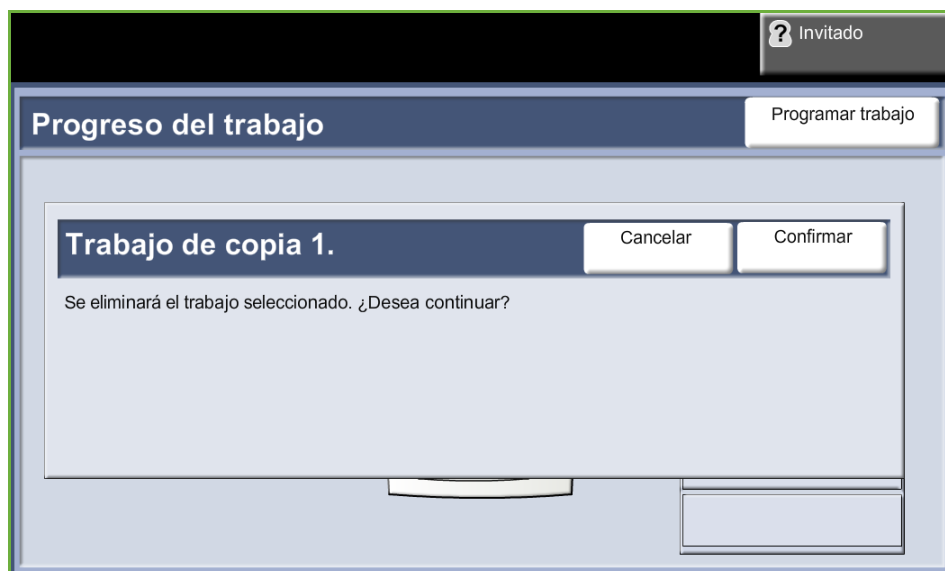 ? Invitado
Progreso del trabajo
Programar trabajo
Trabajo de copia 1.
Cancelar
Confirmar
Se eliminará el trabajo seleccionado. ¿Desea continuar?